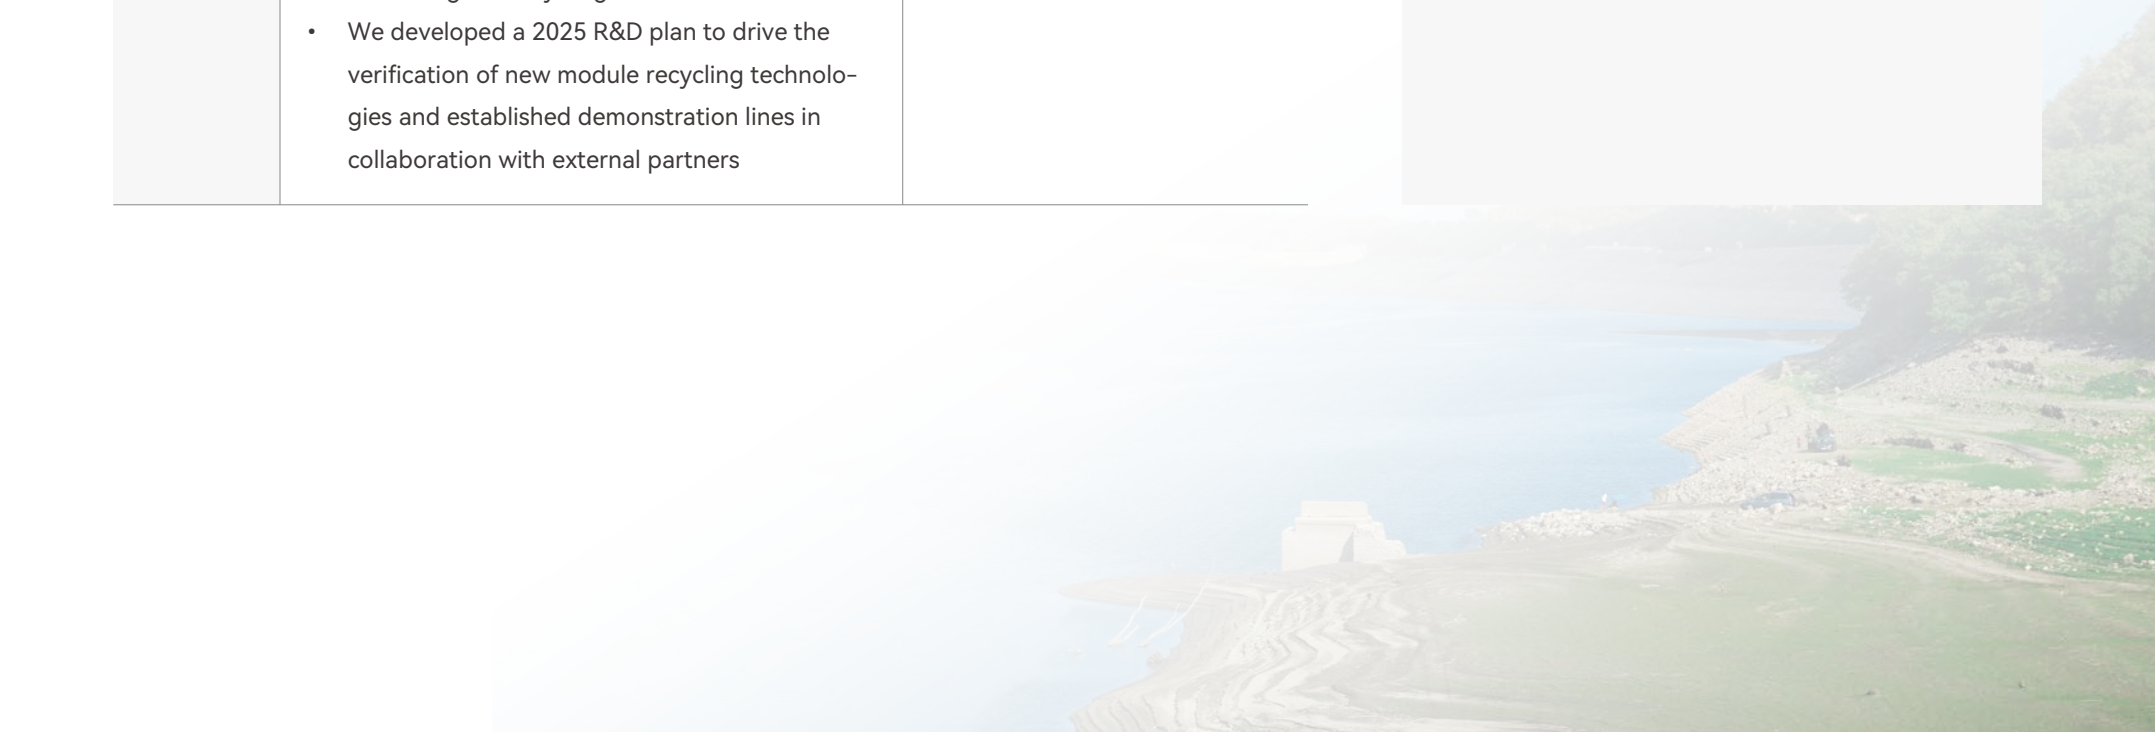 • We developed a 2025 R&D plan to drive the
verification of new module recycling technolo-
gies and established demonstration lines in
collaboration with external partners